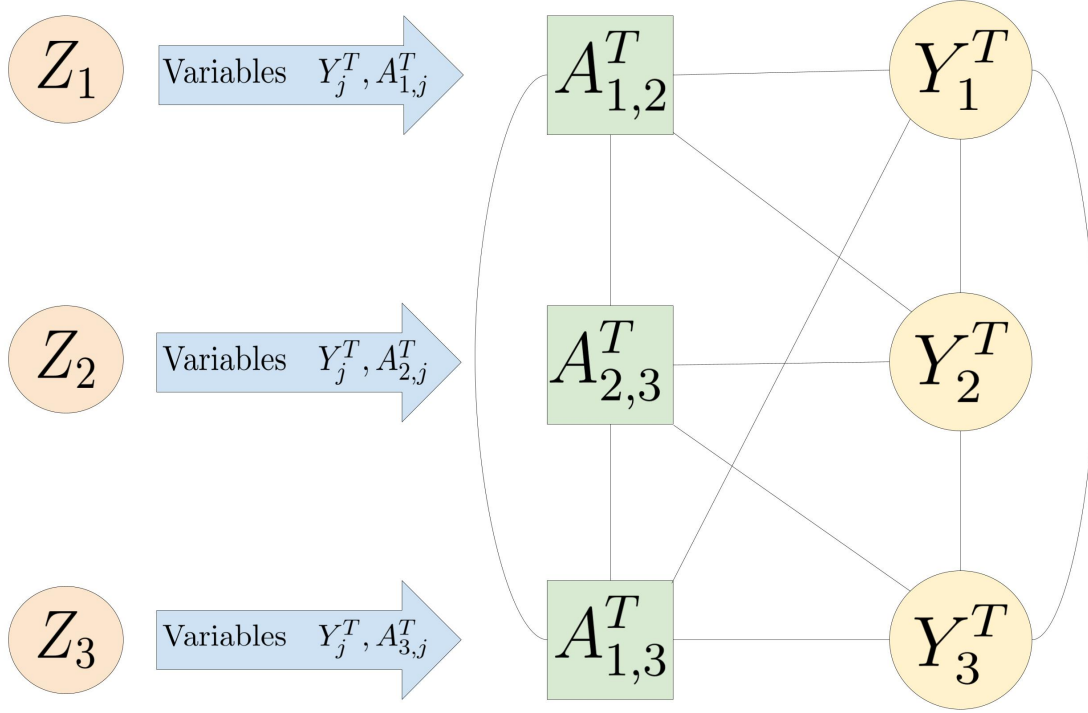 Z_1 Variables Y_j^T, A_{1,j}^T A_{1,2}^T Y_1^T
Z_2 Variables Y_j^T, A_{2,j}^T A_{2,3}^T Y_2^T
Z_3 Variables Y_j^T, A_{3,j}^T A_{1,3}^T Y_3^T